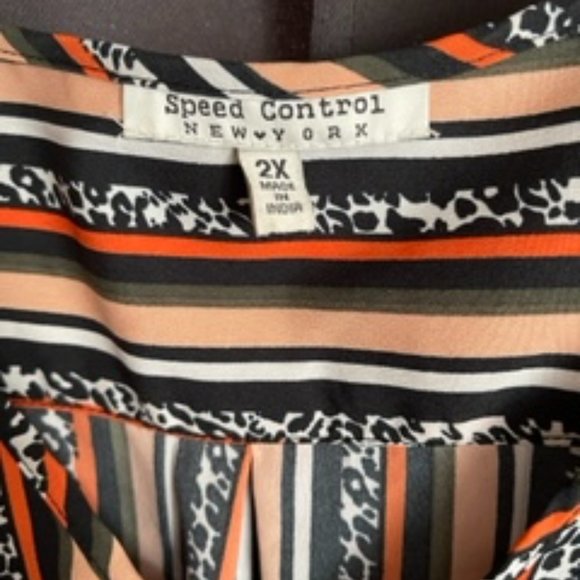 Speed Control
NEW♥YORK
2X
MADE
IN
INDIA